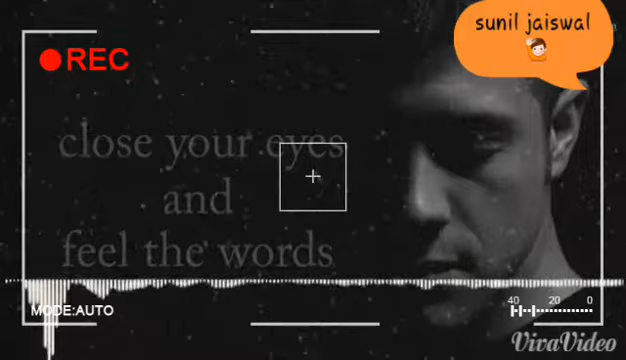 sunil jaiswal
REC
close your eyes
and
feel the words
MODE:AUTO
40 20 0
VivaVideo